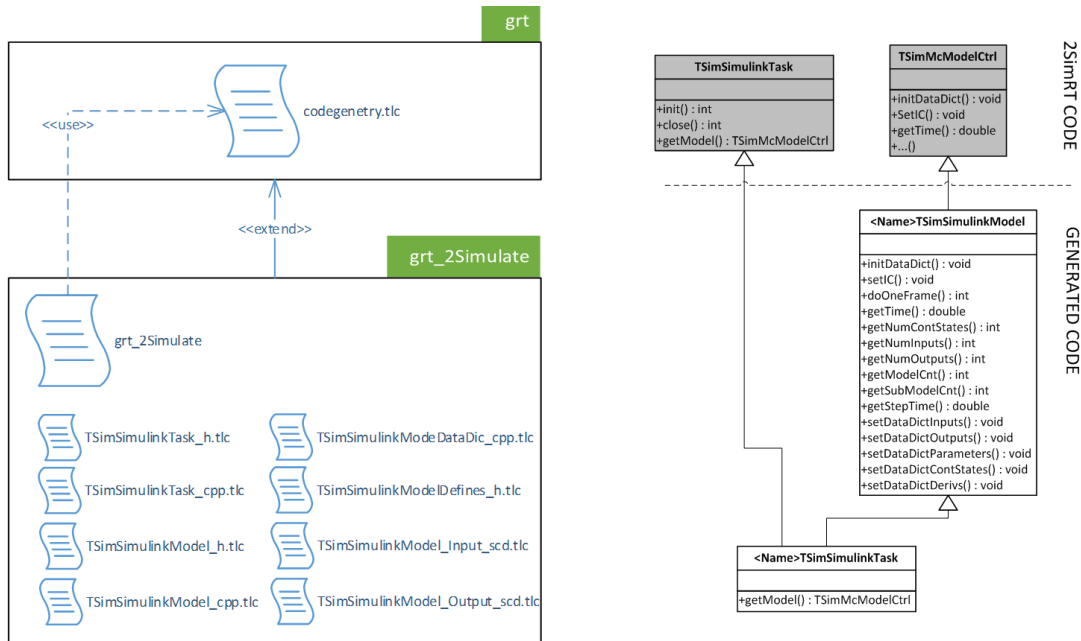 grt
codegenetry.tlc
<<use>>
<<extend>>
grt_2Simulate
grt_2Simulate
TSimSimulinkTask_h.tlc
TSimSimulinkTask_cpp.tlc
TSimSimulinkModel_h.tlc
TSimSimulinkModel_cpp.tlc
TSimSimulinkModeDataDic_cpp.tlc
TSimSimulinkModelDefines_h.tlc
TSimSimulinkModel_Input_scd.tlc
TSimSimulinkModel_Output_scd.tlc
TSimSimulinkTask
+init() : int
+close() : int
+getModel() : TSimMcModelCtrl
TSimMcModelCtrl
+initDataDict() : void
+SetIC() : void
+getTime() : double
+...()
2SimRT CODE
GENERATED CODE
<Name>TSimSimulinkModel
+initDataDict() : void
+setIC() : void
+doOneFrame() : int
+getTime() : double
+getNumContStates() : int
+getNumInputs() : int
+getNumOutputs() : int
+getModelCnt() : int
+getSubModelCnt() : int
+getStepTime() : double
+setDataDictInputs() : void
+setDataDictOutputs() : void
+setDataDictParameters() : void
+setDataDictContStates() : void
+setDataDictDerivs() : void
<Name>TSimSimulinkTask
+getModel() : TSimMcModelCtrl